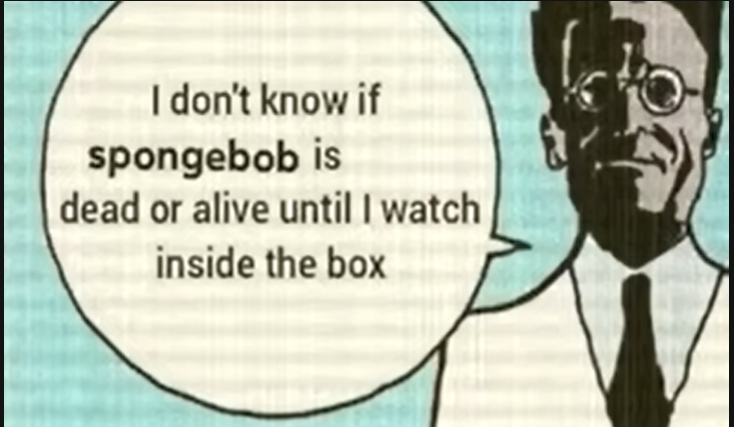 I don't know if
spongebob is
dead or alive until I watch
inside the box